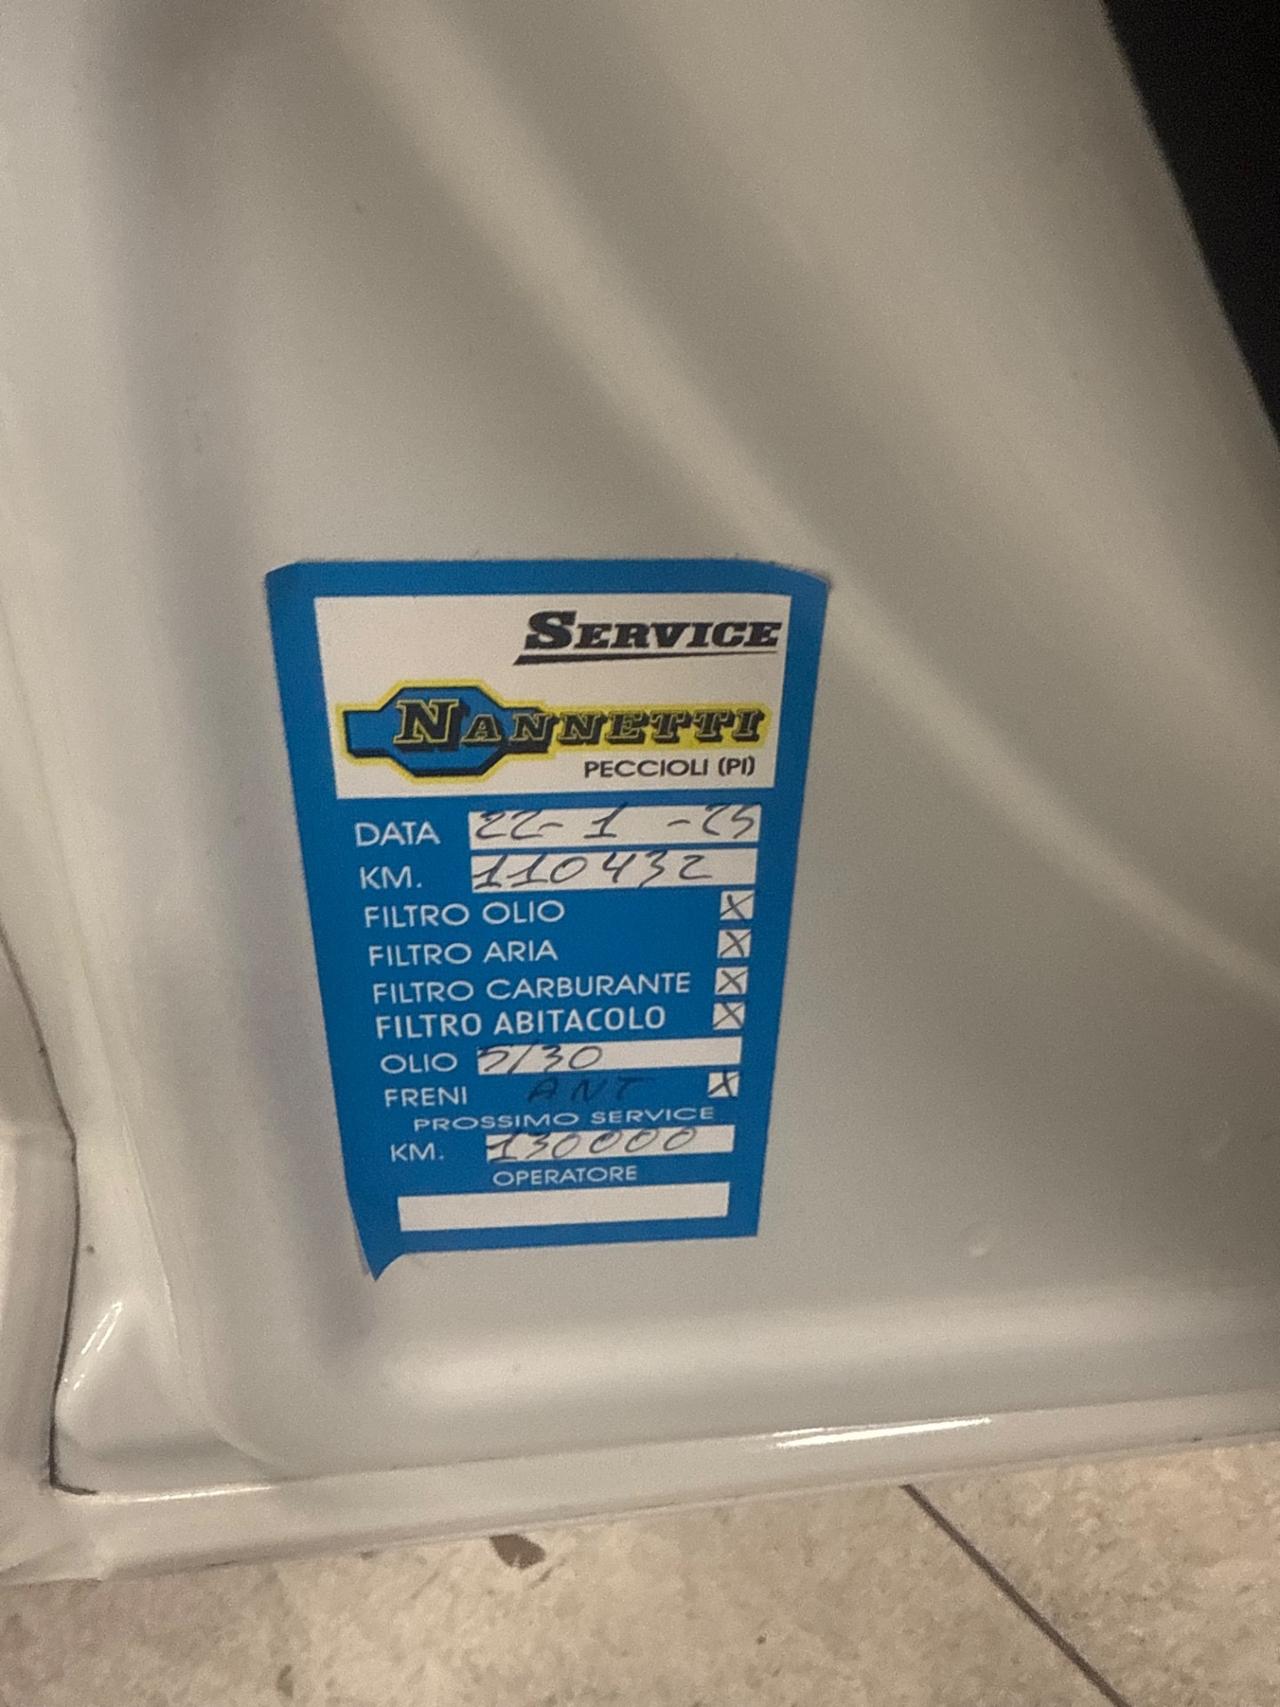 SERVICE
NANNETTI
PECCIOLI (PI)
DATA 22-1-25
KM. 110432
FILTRO OLIO X
FILTRO ARIA X
FILTRO CARBURANTE X
FILTRO ABITACOLO X
OLIO 5/30
FRENI ANT X
PROSSIMO SERVICE
KM. 130000
OPERATORE